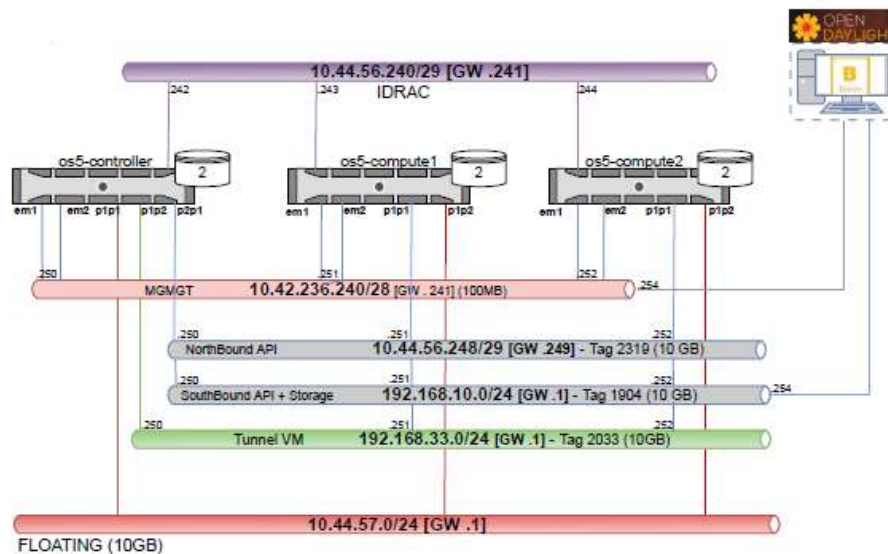 OPEN
DAYLIGH
10.44.56.240/29 [GW .241]
IDRAC
.242
.243
.244
B
os5-controller
os5-compute1
os5-compute2
2
2
2
em1 em2 p1p1 p1p2 p2p1
em1 em2 p1p1 p1p2
em1 em2 p1p1 p1p2
.250
.251
.252
.254
MGMGT 10.42.236.240/28 [GW . 241] (100MB)
.250
.251
.252
NorthBound API 10.44.56.248/29 [GW .249] - Tag 2319 (10 GB)
.250
.251
.252
.254
SouthBound API + Storage 192.168.10.0/24 [GW .1] - Tag 1904 (10 GB)
.250
.251
.252
Tunnel VM 192.168.33.0/24 [GW .1] - Tag 2033 (10GB)
10.44.57.0/24 [GW .1]
FLOATING (10GB)